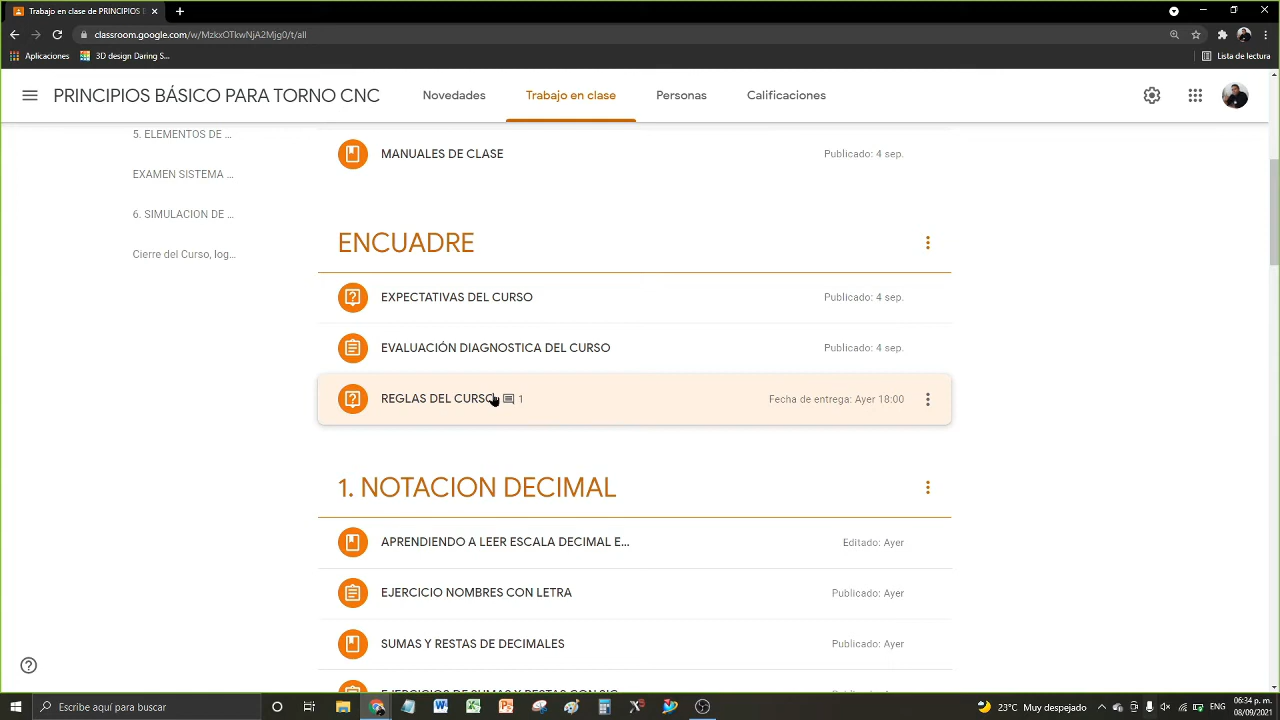 Trabajo en clase de PRINCIPIOS
classroom.google.com/w/MzkxOTkwNjA2Mjg0/t/all
Aplicaciones
3D design Daring S...
Lista de lectura
PRINCIPIOS BÁSICO PARA TORNO CNC
Novedades
Trabajo en clase
Personas
Calificaciones
5. ELEMENTOS DE ...
EXAMEN SISTEMA ...
6. SIMULACION DE ...
Cierre del Curso, log...
MANUALES DE CLASE
Publicado: 4 sep.
ENCUADRE
EXPECTATIVAS DEL CURSO
Publicado: 4 sep.
EVALUACIÓN DIAGNOSTICA DEL CURSO
Publicado: 4 sep.
REGLAS DEL CURSO 1
Fecha de entrega: Ayer 18:00
1. NOTACION DECIMAL
APRENDIENDO A LEER ESCALA DECIMAL E...
Editado: Ayer
EJERCICIO NOMBRES CON LETRA
Publicado: Ayer
SUMAS Y RESTAS DE DECIMALES
Publicado: Ayer
Escribe aquí para buscar
23°C
06:34 p. m.
09/09/2021